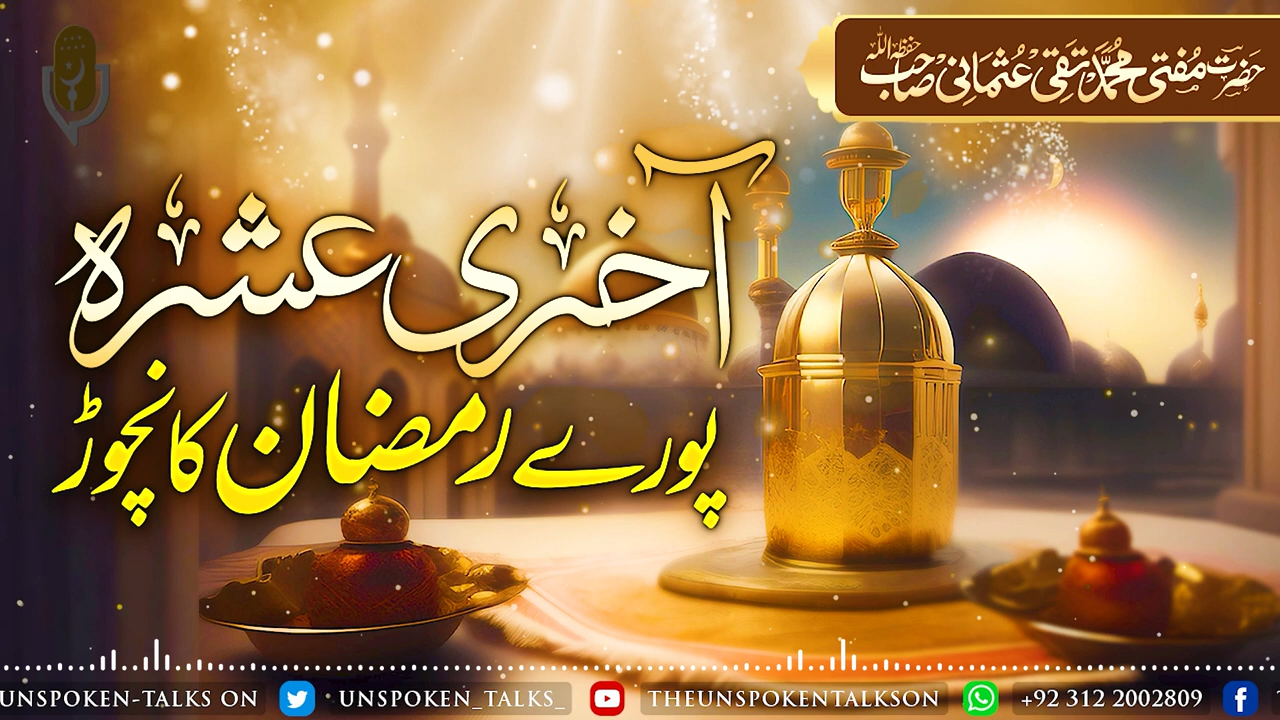 حضرت مفتی محمد تقی عثمانی صاحب حفظہ اللہ
آخری عشرہ
پورے رمضان کا نچوڑ
UNSPOKEN-TALKS ON UNSPOKEN_TALKS_ THEUNSPOKENTALKSON +92 312 2002809